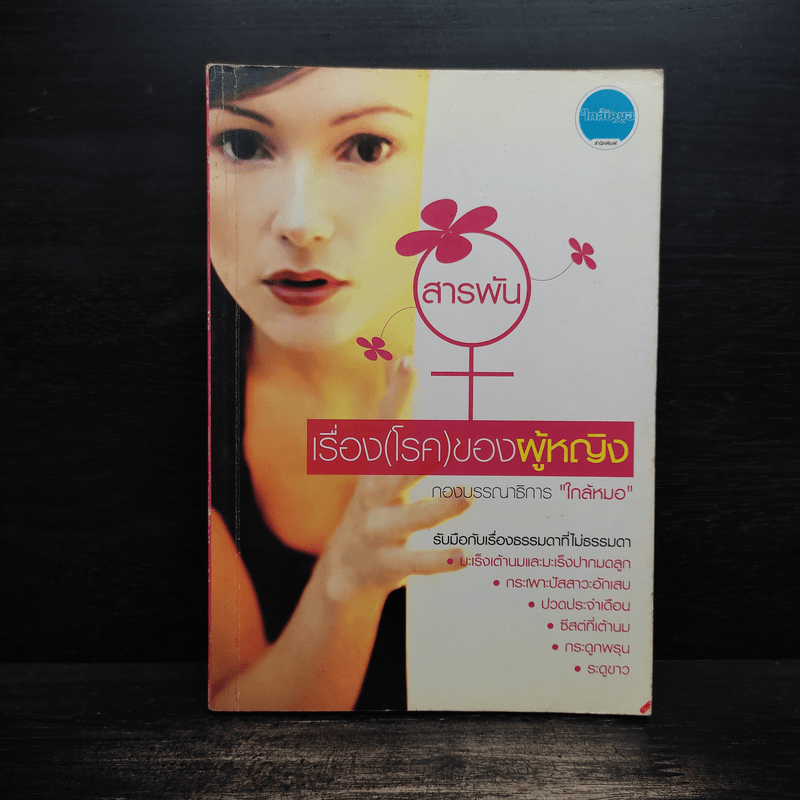 ใกล้หมอ
สำนักพิมพ์
สารพัน
เรื่อง(โรค)ของผู้หญิง
กองบรรณาธิการ "ใกล้หมอ"
รับมือกับเรื่องธรรมดาที่ไม่ธรรมดา
• มะเร็งเต้านมและมะเร็งปากมดลูก
• กระเพาะปัสสาวะอักเสบ
• ปวดประจำเดือน
• ซีสต์ที่เต้านม
• กระดูกพรุน
• ระดูขาว